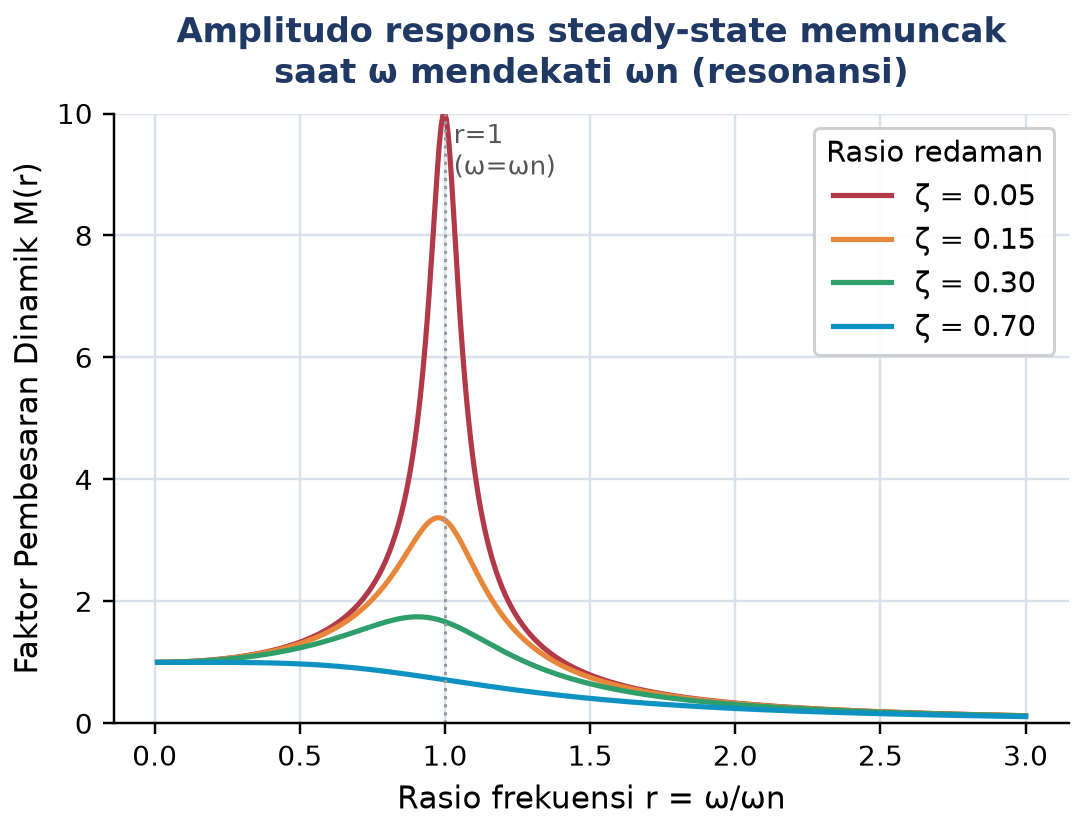 Amplitudo respons steady-state memuncak
saat ω mendekati ωn (resonansi)
Faktor Pembesaran Dinamik M(r)
10
8
6
4
2
0
r=1
(ω=ωn)
Rasio redaman
ζ = 0.05
ζ = 0.15
ζ = 0.30
ζ = 0.70
0.0
0.5
1.0
1.5
2.0
2.5
3.0
Rasio frekuensi r = ω/ωn